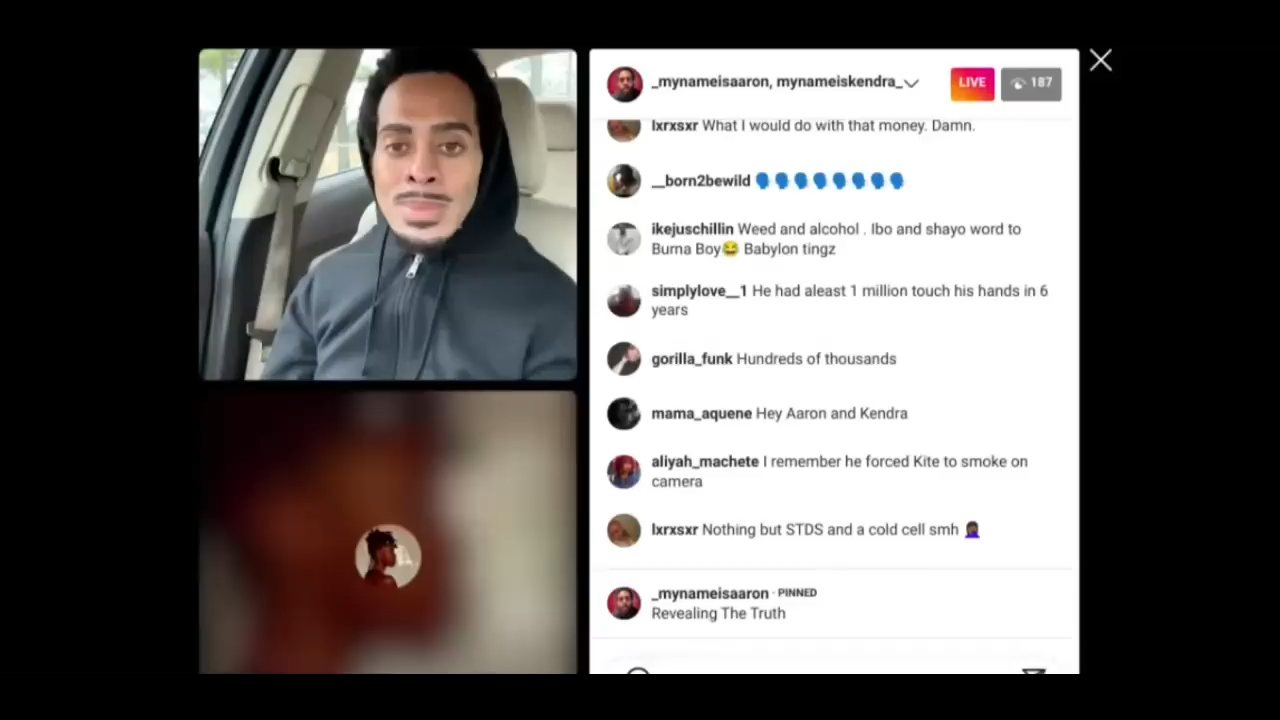 _mynameisaaron, mynameiskendra_
LIVE
187
lxrxsxr What I would do with that money. Damn.
__born2bewild 🗣🗣🗣🗣🗣🗣🗣🗣
ikejuschillin Weed and alcohol . Ibo and shayo word to
Burna Boy😂 Babylon tingz
simplylove__1 He had aleast 1 million touch his hands in 6
years
gorilla_funk Hundreds of thousands
mama_aquene Hey Aaron and Kendra
aliyah_machete I remember he forced Kite to smoke on
camera
lxrxsxr Nothing but STDS and a cold cell smh 🤦🏾‍♀️
_mynameisaaron · PINNED
Revealing The Truth